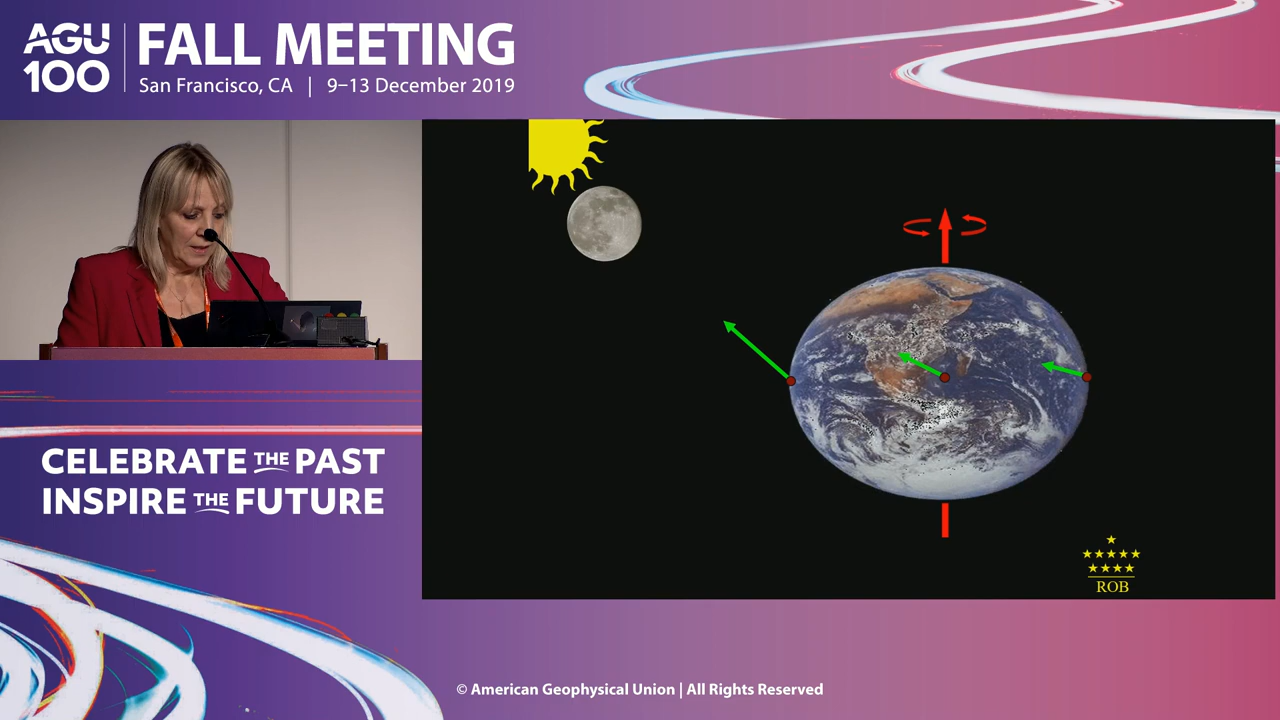 AGU
100
FALL MEETING
San Francisco, CA | 9–13 December 2019
CELEBRATE THE PAST
INSPIRE THE FUTURE
ROB
© American Geophysical Union | All Rights Reserved